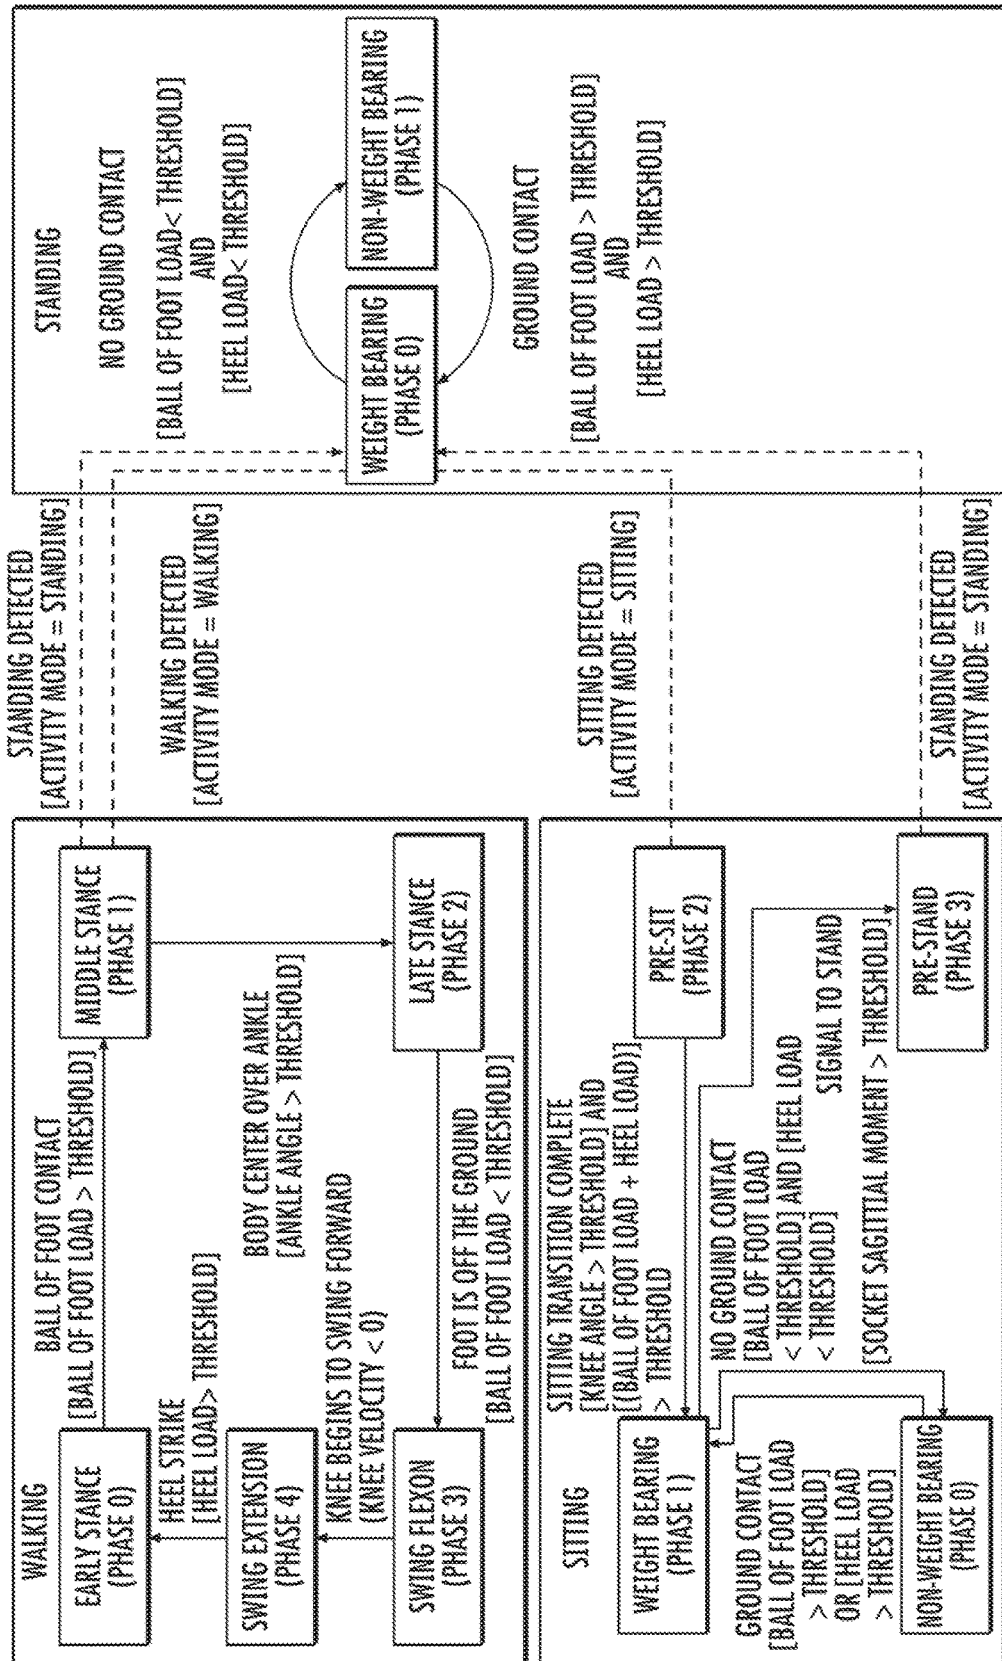 WALKING
EARLY STANCE
(PHASE 0)
BALL OF FOOT CONTACT
[BALL OF FOOT LOAD > THRESHOLD]
MIDDLE STANCE
(PHASE 1)
HEEL STRIKE
[HEEL LOAD> THRESHOLD)
SWING EXTENSION
(PHASE 4)
BODY CENTER OVER ANKLE
[ANKLE ANGLE > THRESHOLD]
KNEE BEGINS TO SWING FORWARD
(KNEE VELOCITY < 0)
SWING FLEXON
(PHASE 3)
FOOT IS OFF THE GROUND
[BALL OF FOOT LOAD < THRESHOLD]
LATE STANCE
(PHASE 2)
STANDING DETECTED
[ACTIVITY MODE = STANDING]
WALKING DETECTED
[ACTIVITY MODE = WALKING]
SITTING DETECTED
[ACTIVITY MODE = SITTING]
STANDING DETECTED
[ACTIVITY MODE = STANDING]
STANDING
NO GROUND CONTACT
[BALL OF FOOT LOAD< THRESHOLD]
AND
[HEEL LOAD< THRESHOLD]
WEIGHT BEARING
(PHASE 0)
NON-WEIGHT BEARING
(PHASE 1)
GROUND CONTACT
[BALL OF FOOT LOAD > THRESHOLD]
AND
[HEEL LOAD > THRESHOLD]
SITTING
SITTING TRANSITION COMPLETE
[KNEE ANGLE > THRESHOLD] AND
[(BALL OF FOOT LOAD + HEEL LOAD)]
> THRESHOLD
WEIGHT BEARING
(PHASE 1)
PRE-SIT
(PHASE 2)
NO GROUND CONTACT
[BALL OF FOOT LOAD
< THRESHOLD] AND [HEEL LOAD
< THRESHOLD]
SIGNAL TO STAND
[SOCKET SAGITTAL MOMENT > THRESHOLD]
GROUND CONTACT
[BALL OF FOOT LOAD
> THRESHOLD]
OR [HEEL LOAD
> THRESHOLD]
NON-WEIGHT BEARING
(PHASE 0)
PRE-STAND
(PHASE 3)